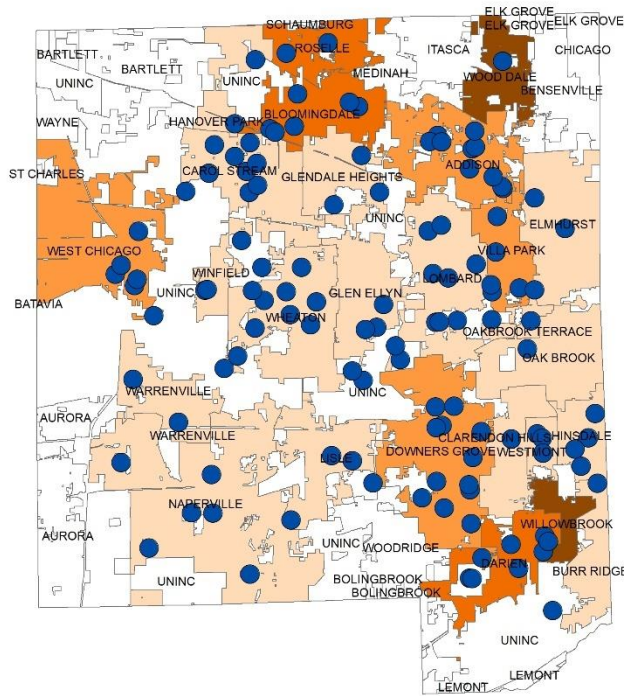 ELK GROVE
SCHAUMBURG
ELK GROVE
ELK GROVE
ROSELLE
ITASCA
CHICAGO
BARTLETT
BARTLETT
UNINC
UNINC
MEDINAH
WOOD DALE
BENSENVILLE
WAYNE
HANOVER PARK
BLOOMINGDALE
ST CHARLES
CAROL STREAM
GLENDALE HEIGHTS
ADDISON
UNINC
ELMHDRST
WEST CHICAGO
VILLA PARK
WINFIELD
LOMBARD
BATAVIA
UNINC
GLEN ELLYN
WHEATON
OAKBROOK TERRACE
OAK BROOK
WARRENVILLE
UNINC
AURORA
WARRENVILLE
CLARENDON HILLS
HINSDALE
LISLE
DOWNERS GROVE
WESTMONT
NAPERVILLE
WILLOWBROOK
AURORA
UNINC
WOODRIDGE
DARIEN
BURR RIDGE
UNINC
BOLINGBROOK
BOLINGBROOK
UNINC
LEMONT
LEMONT